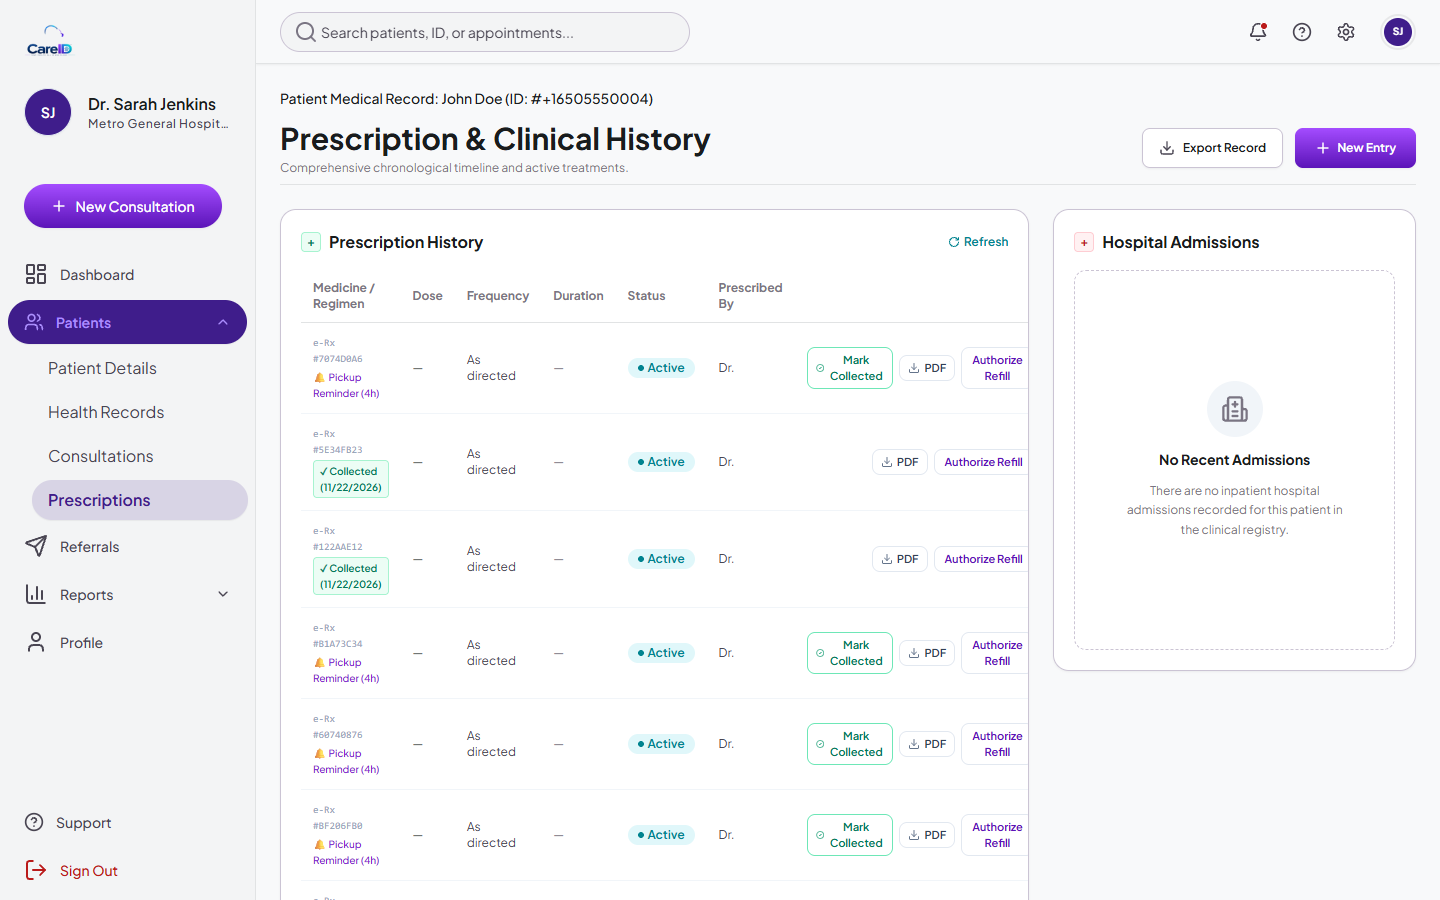 CareID
SJ
Dr. Sarah Jenkins
Metro General Hospit...
New Consultation
Dashboard
Patients
Patient Details
Health Records
Consultations
Prescriptions
Referrals
Reports
Profile
Support
Sign Out
Search patients, ID, or appointments...
SJ
Patient Medical Record: John Doe (ID: #+16505550004)
Prescription & Clinical History
Comprehensive chronological timeline and active treatments.
Export Record
New Entry
Prescription History
Refresh
Medicine / Regimen Dose Frequency Duration Status Prescribed By
e-Rx
#7074D0A6
Pickup
Reminder (4h)
— As directed — Active Dr. Mark Collected PDF Authorize Refill
e-Rx
#5E34FB23
✓ Collected
(11/22/2026)
— As directed — Active Dr. PDF Authorize Refill
e-Rx
#122AAE12
✓ Collected
(11/22/2026)
— As directed — Active Dr. PDF Authorize Refill
e-Rx
#B1A73C34
Pickup
Reminder (4h)
— As directed — Active Dr. Mark Collected PDF Authorize Refill
e-Rx
#60740876
Pickup
Reminder (4h)
— As directed — Active Dr. Mark Collected PDF Authorize Refill
e-Rx
#BF206FB0
Pickup
Reminder (4h)
— As directed — Active Dr. Mark Collected PDF Authorize Refill
Hospital Admissions
No Recent Admissions
There are no inpatient hospital
admissions recorded for this patient in
the clinical registry.